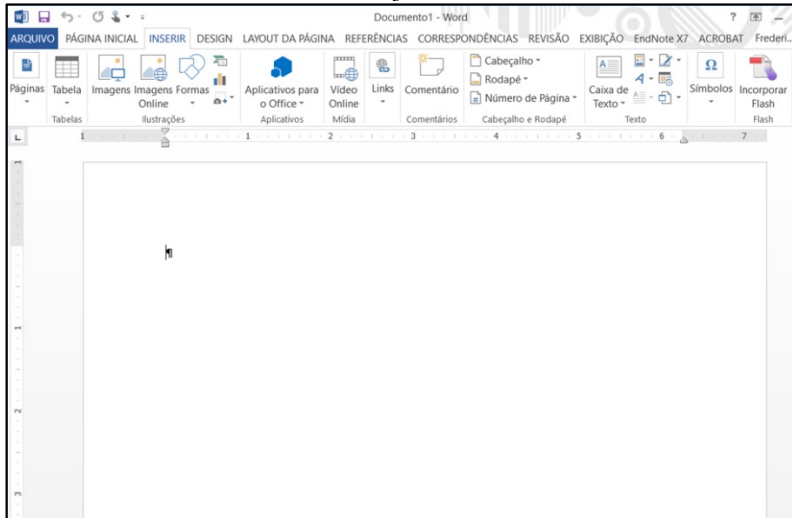 Documento1 - Word
ARQUIVO PÁGINA INICIAL INSERIR DESIGN LAYOUT DA PÁGINA REFERÊNCIAS CORRESPONDÊNCIAS REVISÃO EXIBIÇÃO EndNote X7 ACROBAT Frederi...
Páginas Tabela Imagens Imagens Online Formas Aplicativos para o Office Vídeo Online Links Comentário Cabeçalho Rodapé Número de Página Caixa de Texto Símbolos Incorporar Flash
Tabelas Ilustrações Aplicativos Mídia Comentários Cabeçalho e Rodapé Texto Flash
L 1 1 2 3 4 5 6 7
1
¶
1
2
3